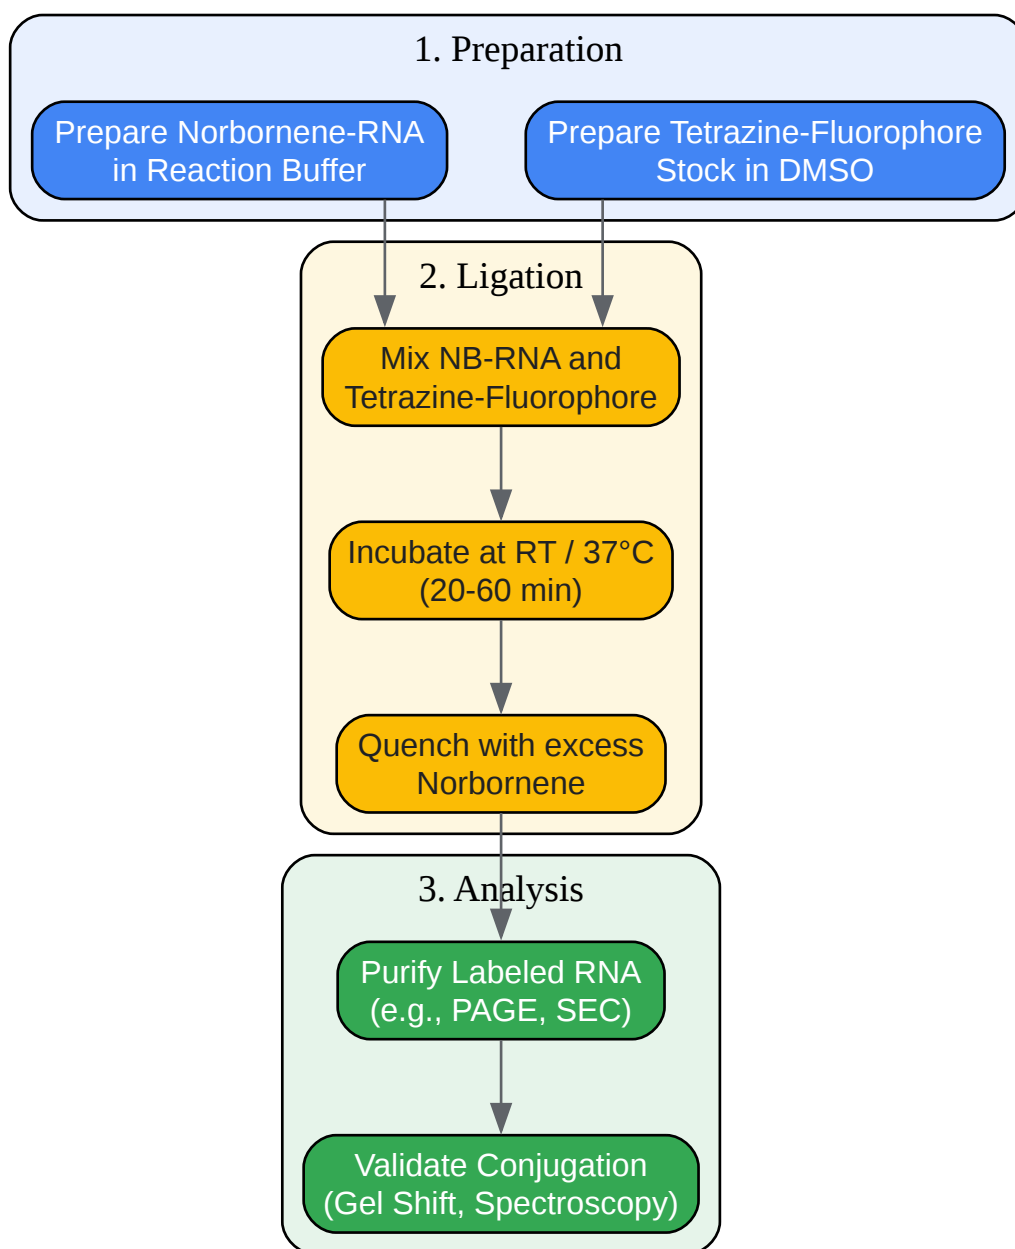 1. Preparation
Prepare Norbornene-RNA
in Reaction Buffer
Prepare Tetrazine-Fluorophore
Stock in DMSO
2. Ligation
Mix NB-RNA and
Tetrazine-Fluorophore
Incubate at RT / 37°C
(20-60 min)
Quench with excess
Norbornene
3. Analysis
Purify Labeled RNA
(e.g., PAGE, SEC)
Validate Conjugation
(Gel Shift, Spectroscopy)